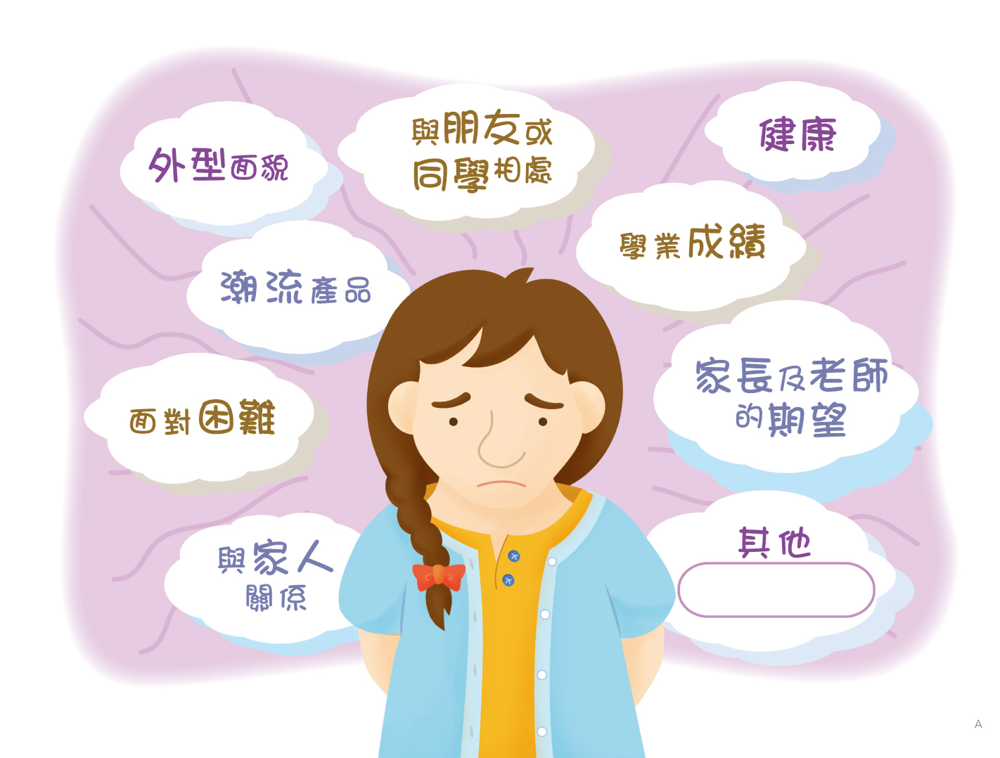 外型面貌
與朋友或
同學相處
健康
學業成績
潮流產品
家長及老師
的期望
面對困難
與家人
關係
其他
A